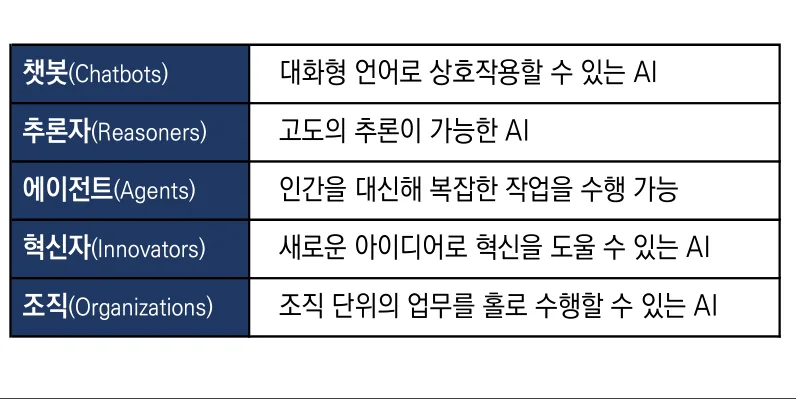 챗봇(Chatbots) 대화형 언어로 상호작용할 수 있는 AI
추론자(Reasoners) 고도의 추론이 가능한 AI
에이전트(Agents) 인간을 대신해 복잡한 작업을 수행 가능
혁신자(Innovators) 새로운 아이디어로 혁신을 도울 수 있는 AI
조직(Organizations) 조직 단위의 업무를 홀로 수행할 수 있는 AI